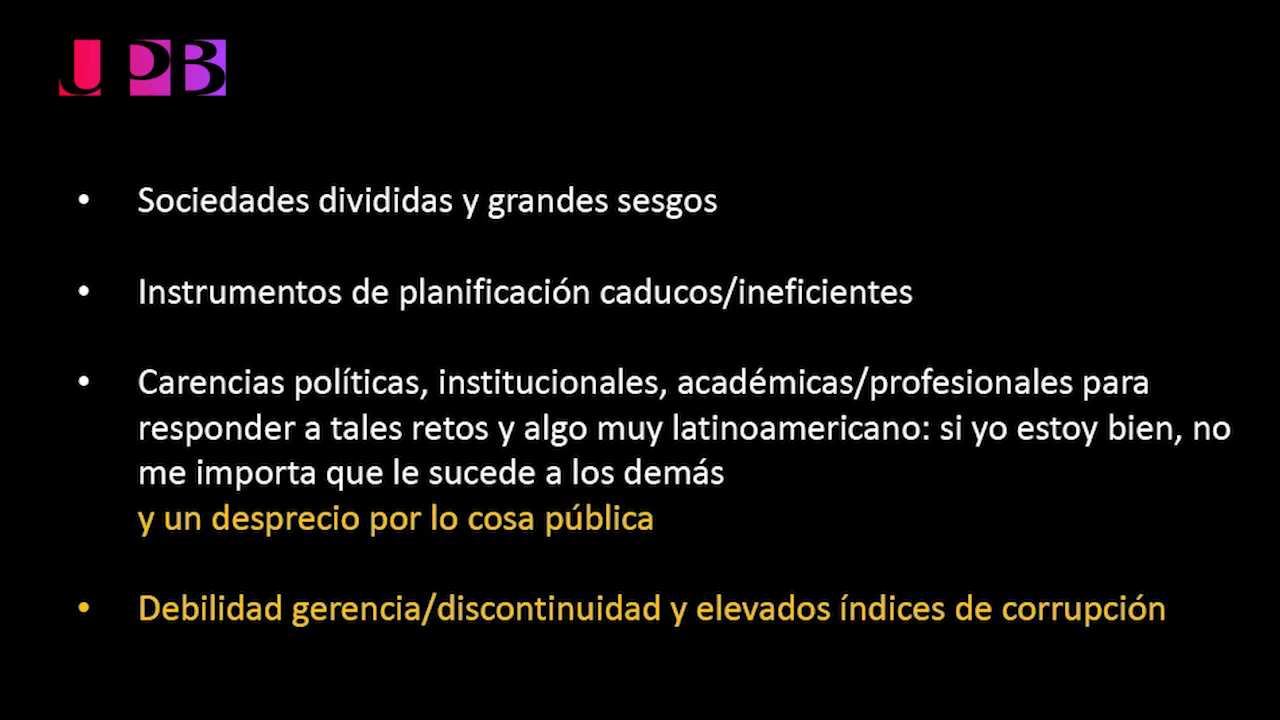 JPB
• Sociedades divididas y grandes sesgos
• Instrumentos de planificación caducos/ineficientes
• Carencias políticas, institucionales, académicas/profesionales para
responder a tales retos y algo muy latinoamericano: si yo estoy bien, no
me importa que le sucede a los demás
y un desprecio por lo cosa pública
• Debilidad gerencia/discontinuidad y elevados índices de corrupción